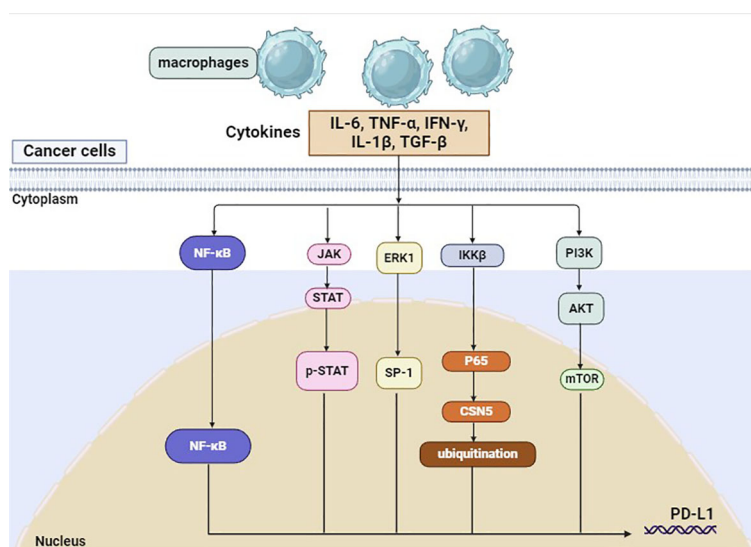 macrophages
Cytokines
IL-6, TNF-α, IFN-γ,
IL-1β, TGF-β
Cancer cells
Cytoplasm
NF-κB
JAK
ERK1
IKKβ
PI3K
STAT
AKT
p-STAT
SP-1
P65
mTOR
CSN5
NF-κB
ubiquitination
PD-L1
Nucleus